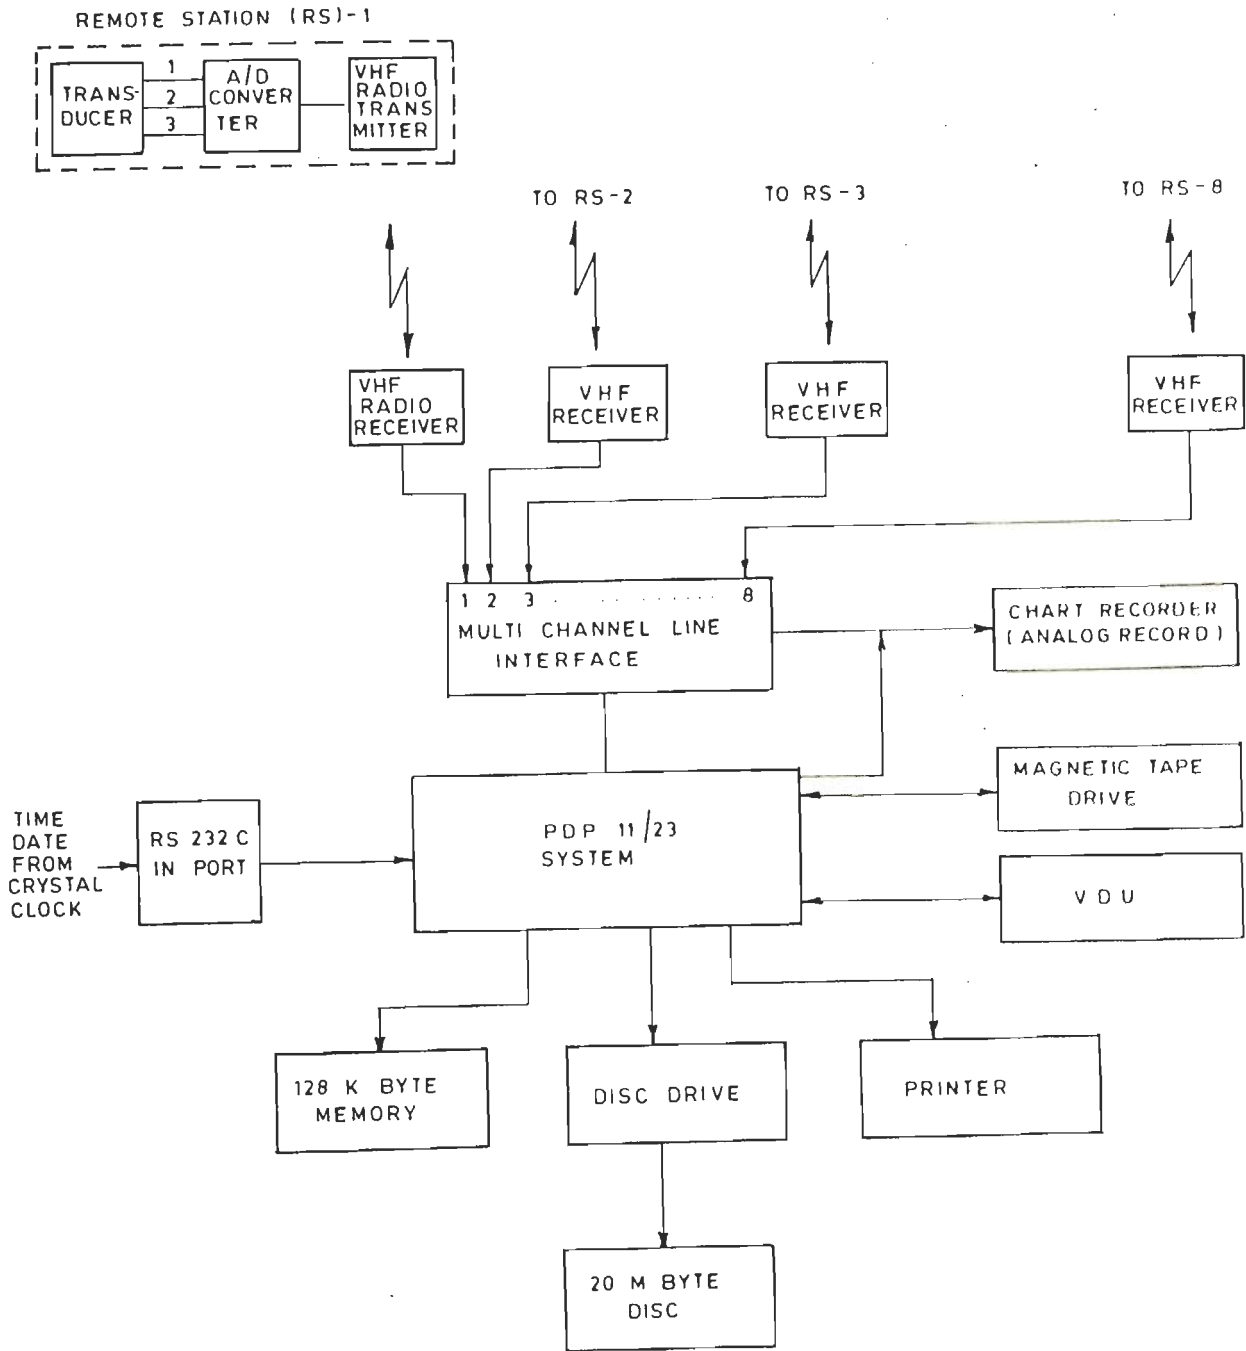 REMOTE STATION (RS)-1
TRANS-
DUCER
1
2
3
A/D
CONVER
TER
VHF
RADIO
TRANS
MITTER
TO RS-2
TO RS-3
TO RS-8
VHF
RADIO
RECEIVER
VHF
RECEIVER
VHF
RECEIVER
VHF
RECEIVER
1 2 3 . . . . . . . . . 8
MULTI CHANNEL LINE
INTERFACE
CHART RECORDER
(ANALOG RECORD)
MAGNETIC TAPE
DRIVE
TIME
DATE
FROM
CRYSTAL
CLOCK
RS 232 C
IN PORT
PDP 11/23
SYSTEM
VDU
128 K BYTE
MEMORY
DISC DRIVE
PRINTER
20 M BYTE
DISC